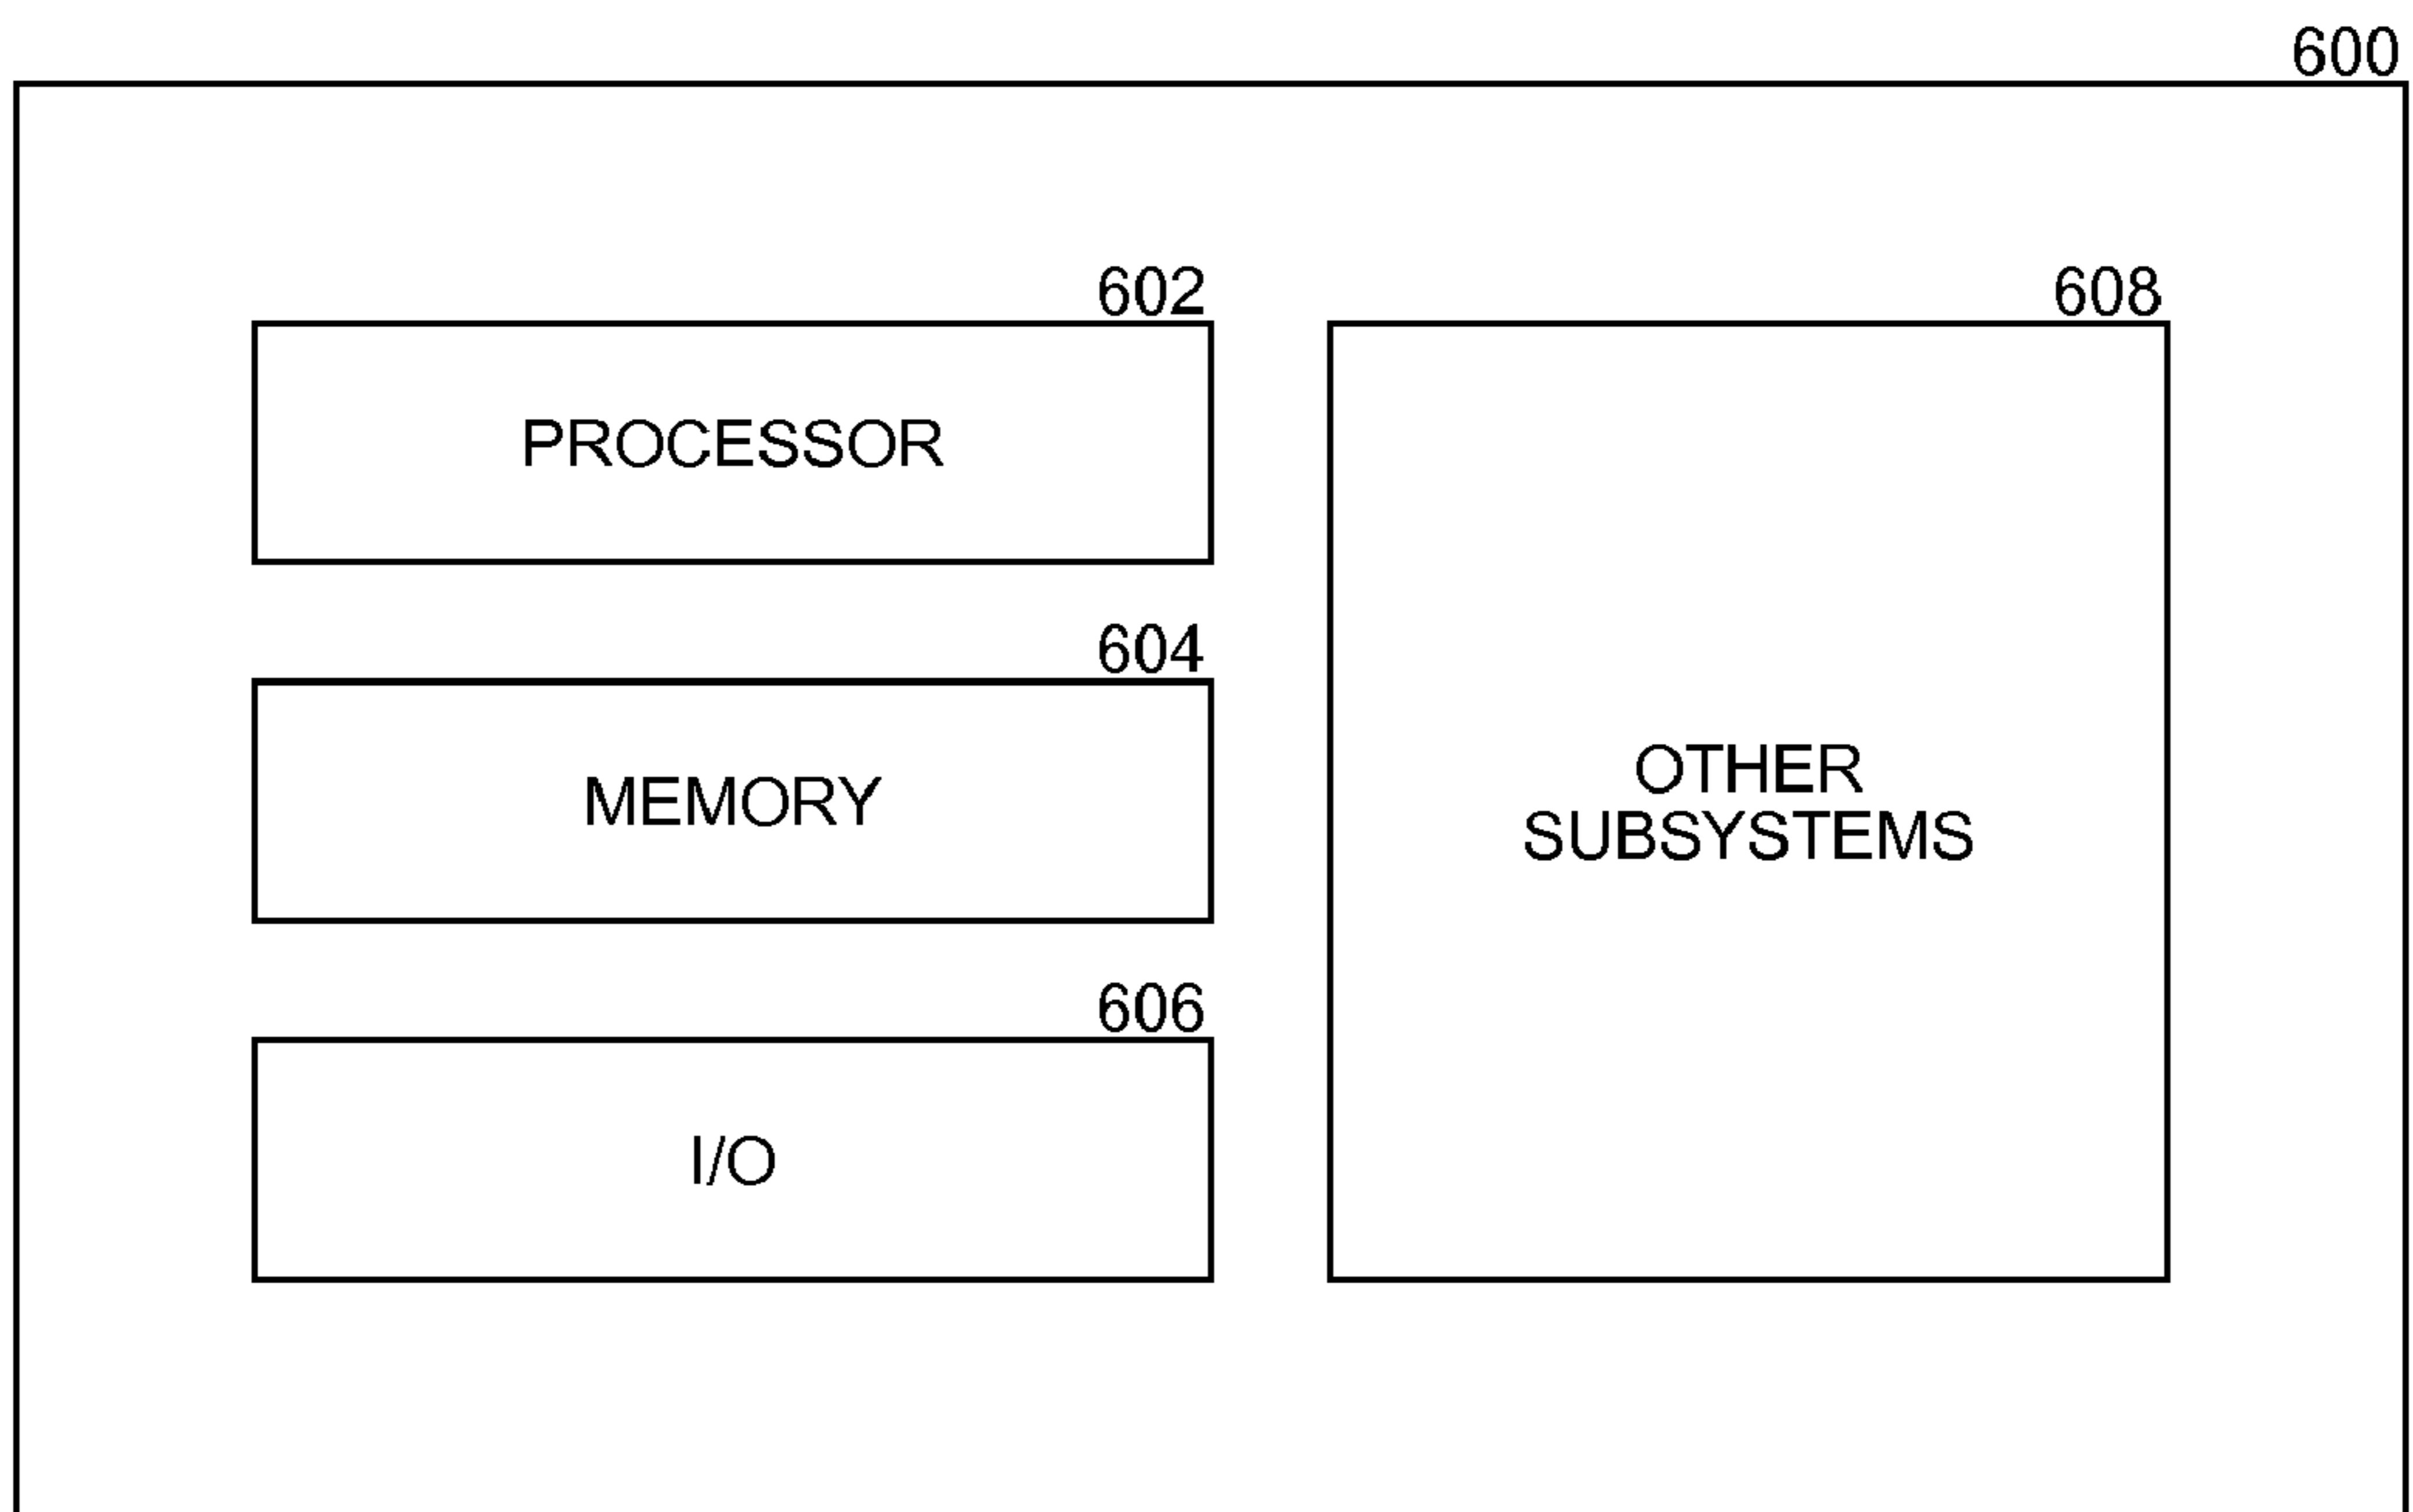 600
602
PROCESSOR
604
MEMORY
606
I/O
608
OTHER
SUBSYSTEMS